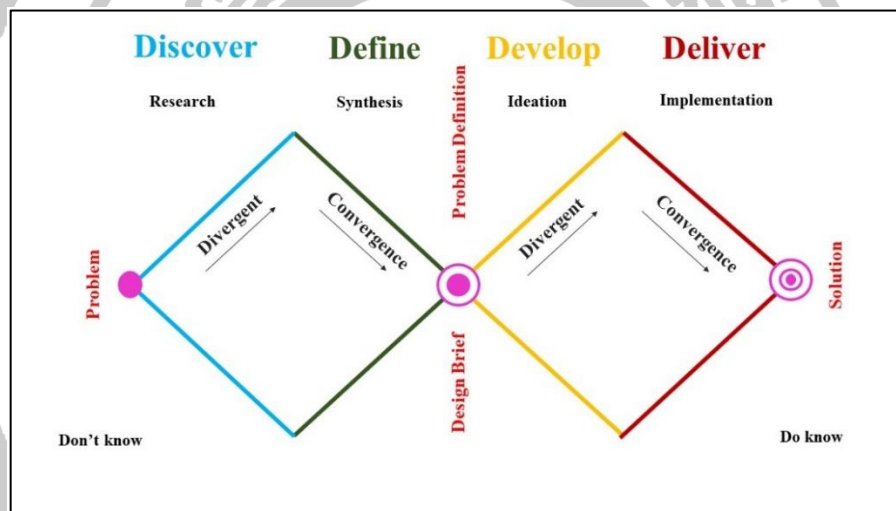 Discover Define Develop Deliver
Research Synthesis Ideation Implementation
Problem Definition
Divergent
Convergence
Divergent
Convergence
Problem
Solution
Design Brief
Don't know
Do know